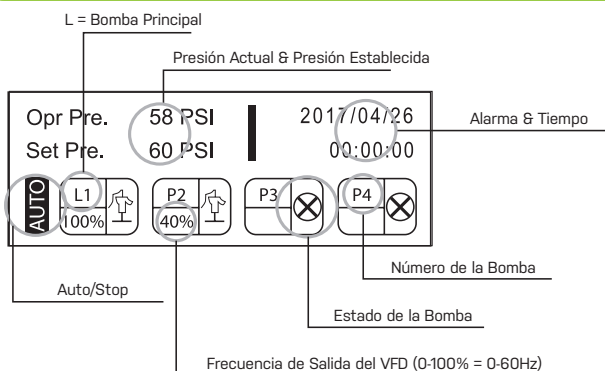 L = Bomba Principal
Presión Actual & Presión Establecida
Opr Pre. 58 PSI 2017/04/26
Alarma & Tiempo
Set Pre. 60 PSI 00:00:00
AUTO L1 P2 P3 P4
100% 40%
Número de la Bomba
Auto/Stop
Estado de la Bomba
Frecuencia de Salida del VFD (0-100% = 0-60Hz)